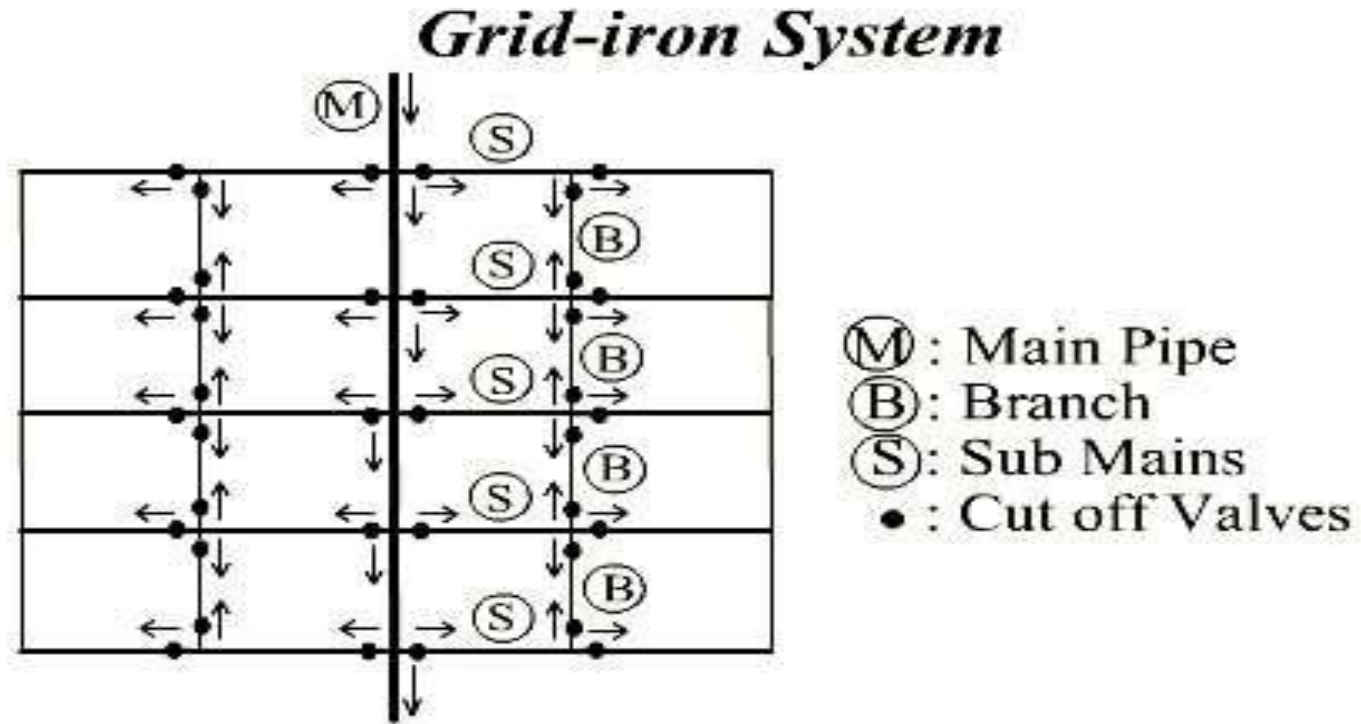 Grid-iron System
M
S
B
S
B
S
B
S
B
S
M : Main Pipe
B : Branch
S : Sub Mains
• : Cut off Valves